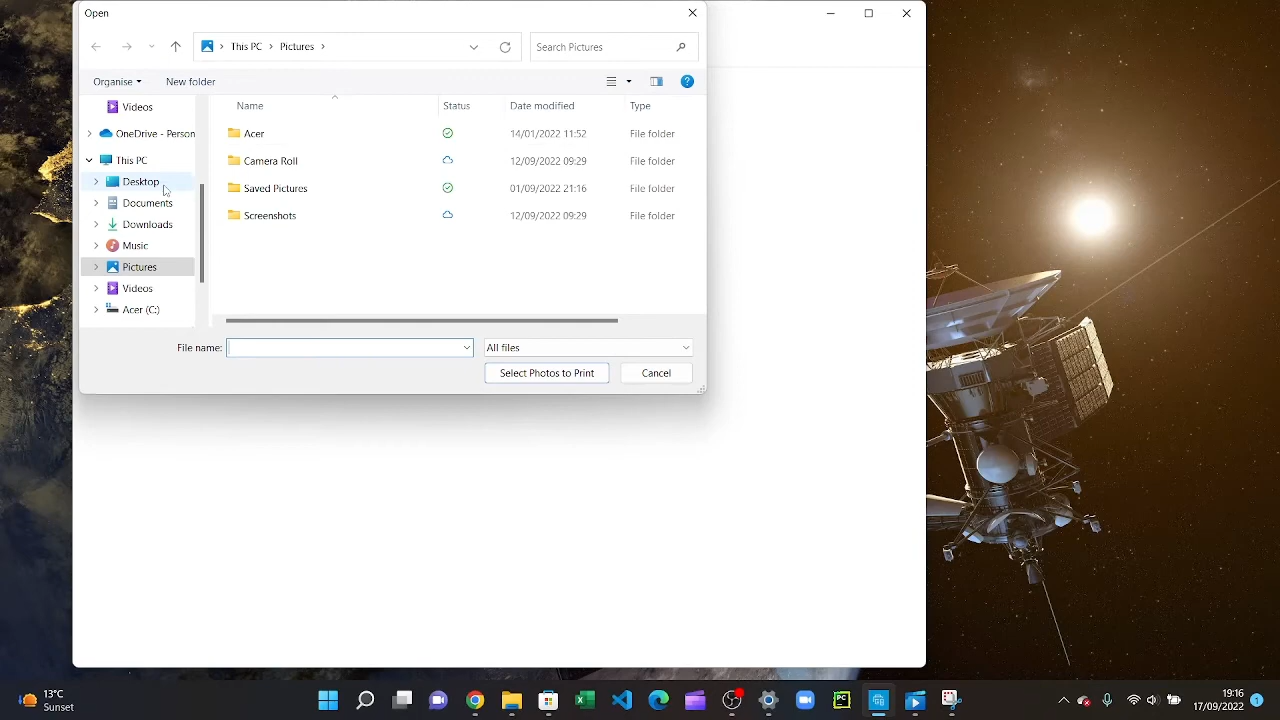 Open
This PC
Pictures
Search Pictures
Organise
New folder
Name
Status
Date modified
Type
Videos
OneDrive - Person
This PC
Desktop
Documents
Downloads
Music
Pictures
Videos
Acer (C:)
Acer
14/01/2022 11:52
File folder
Camera Roll
12/09/2022 09:29
File folder
Saved Pictures
01/09/2022 21:16
File folder
Screenshots
12/09/2022 09:29
File folder
File name:
All files
Select Photos to Print
Cancel
13°C
Sunset
PC
19:16
17/09/2022
1